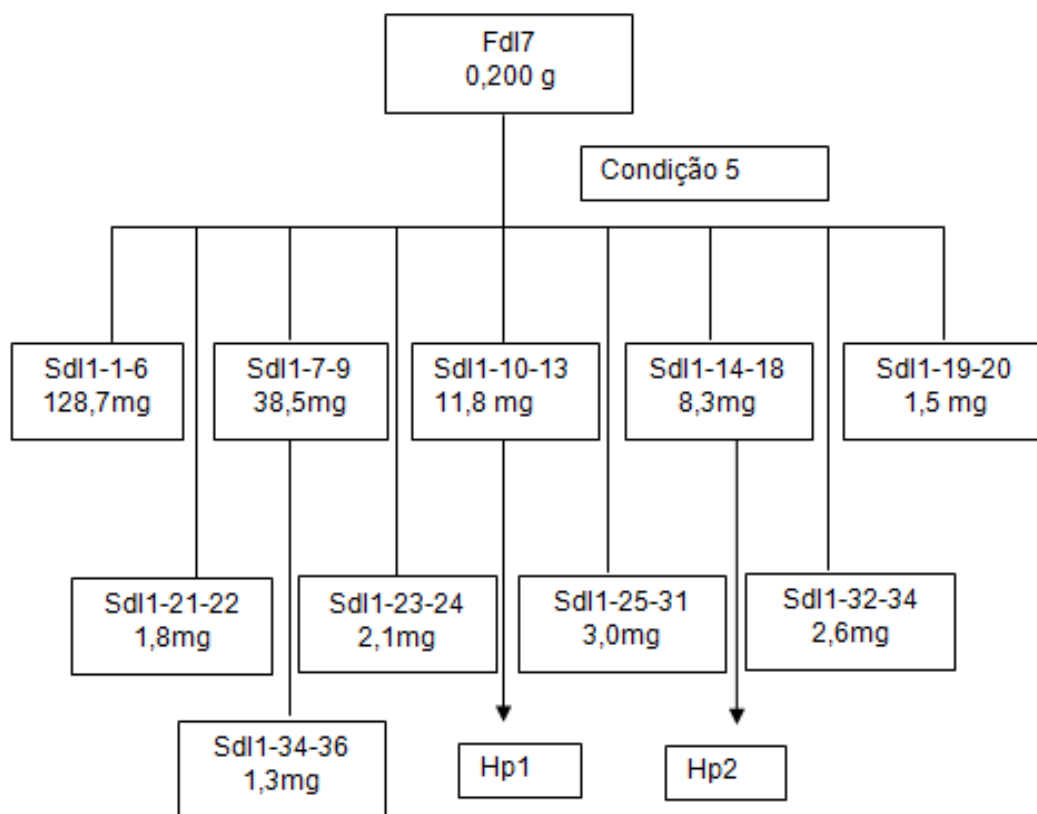 Fdl7
0,200 g
Condição 5
Sdl1-1-6
128,7mg
Sdl1-7-9
38,5mg
Sdl1-10-13
11,8 mg
Sdl1-14-18
8,3mg
Sdl1-19-20
1,5 mg
Sdl1-21-22
1,8mg
Sdl1-23-24
2,1mg
Sdl1-25-31
3,0mg
Sdl1-32-34
2,6mg
Sdl1-34-36
1,3mg
Hp1
Hp2